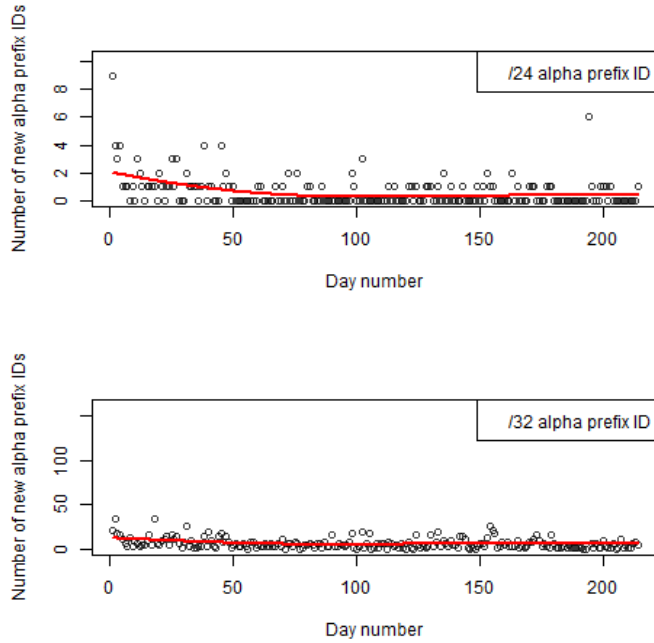 Number of new alpha prefix IDs
/24 alpha prefix ID
8
6
4
2
0
0 50 100 150 200
Day number
Number of new alpha prefix IDs
/32 alpha prefix ID
100
50
0
0 50 100 150 200
Day number